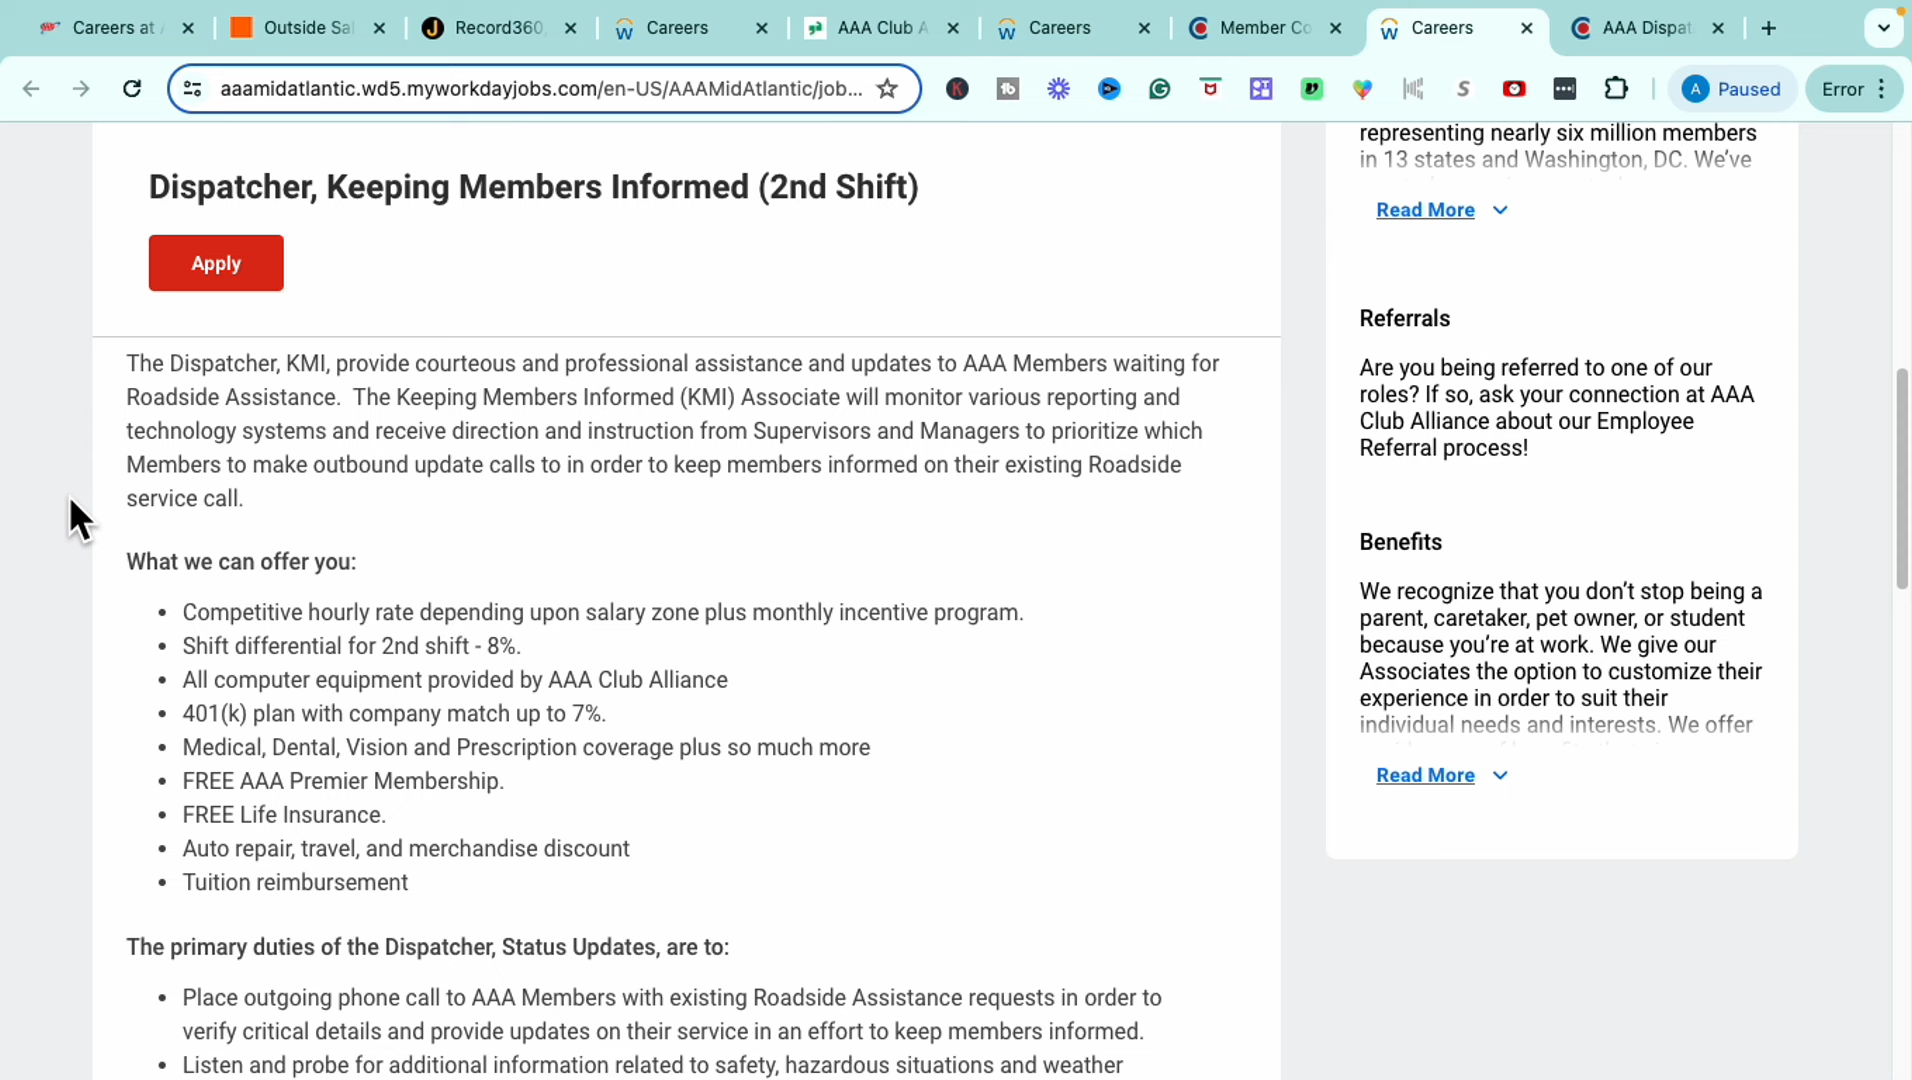 Careers at
Outside Sal
Record360,
Careers
AAA Club A
Careers
Member Co
Careers
AAA Dispat
aaamidatlantic.wd5.myworkdayjobs.com/en-US/AAAMidAtlantic/job...
A Paused
Error
Dispatcher, Keeping Members Informed (2nd Shift)
Apply
The Dispatcher, KMI, provide courteous and professional assistance and updates to AAA Members waiting for
Roadside Assistance.  The Keeping Members Informed (KMI) Associate will monitor various reporting and
technology systems and receive direction and instruction from Supervisors and Managers to prioritize which
Members to make outbound update calls to in order to keep members informed on their existing Roadside
service call.
What we can offer you:
• Competitive hourly rate depending upon salary zone plus monthly incentive program.
• Shift differential for 2nd shift - 8%.
• All computer equipment provided by AAA Club Alliance
• 401(k) plan with company match up to 7%.
• Medical, Dental, Vision and Prescription coverage plus so much more
• FREE AAA Premier Membership.
• FREE Life Insurance.
• Auto repair, travel, and merchandise discount
• Tuition reimbursement
The primary duties of the Dispatcher, Status Updates, are to:
• Place outgoing phone call to AAA Members with existing Roadside Assistance requests in order to
verify critical details and provide updates on their service in an effort to keep members informed.
• Listen and probe for additional information related to safety, hazardous situations and weather
representing nearly six million members
in 13 states and Washington, DC. We've
Read More
Referrals
Are you being referred to one of our
roles? If so, ask your connection at AAA
Club Alliance about our Employee
Referral process!
Benefits
We recognize that you don't stop being a
parent, caretaker, pet owner, or student
because you're at work. We give our
Associates the option to customize their
experience in order to suit their
individual needs and interests. We offer
Read More